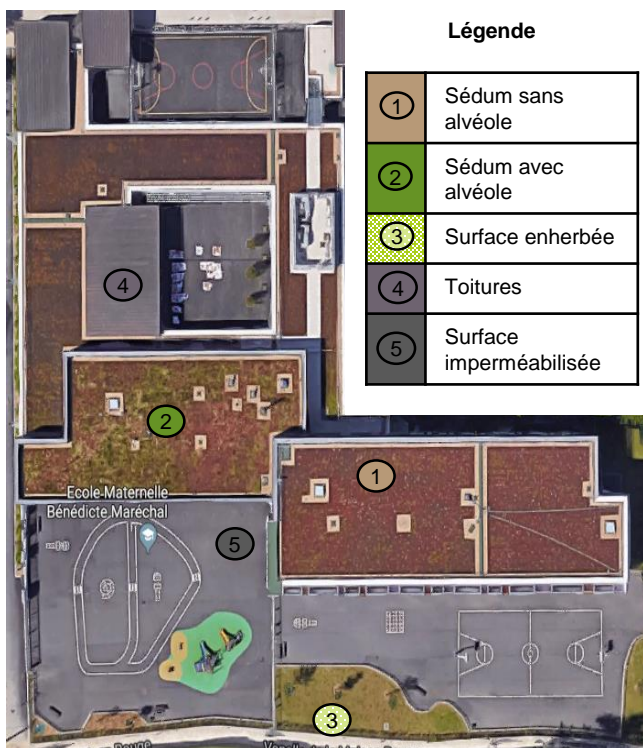 Légende
1
Sédum sans
alvéole
2
Sédum avec
alvéole
3
Surface enherbée
4
Toitures
5
Surface
imperméabilisée
4
2
1
Ecole Maternelle
Bénédicte Maréchal
5
3